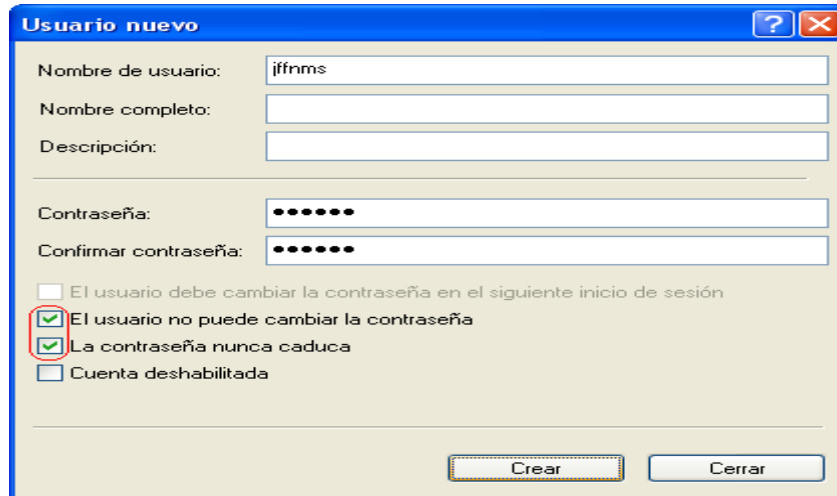 Usuario nuevo
Nombre de usuario: jffnms
Nombre completo:
Descripción:
Contraseña: ●●●●●●
Confirmar contraseña: ●●●●●●
El usuario debe cambiar la contraseña en el siguiente inicio de sesión
El usuario no puede cambiar la contraseña
La contraseña nunca caduca
Cuenta deshabilitada
Crear Cerrar